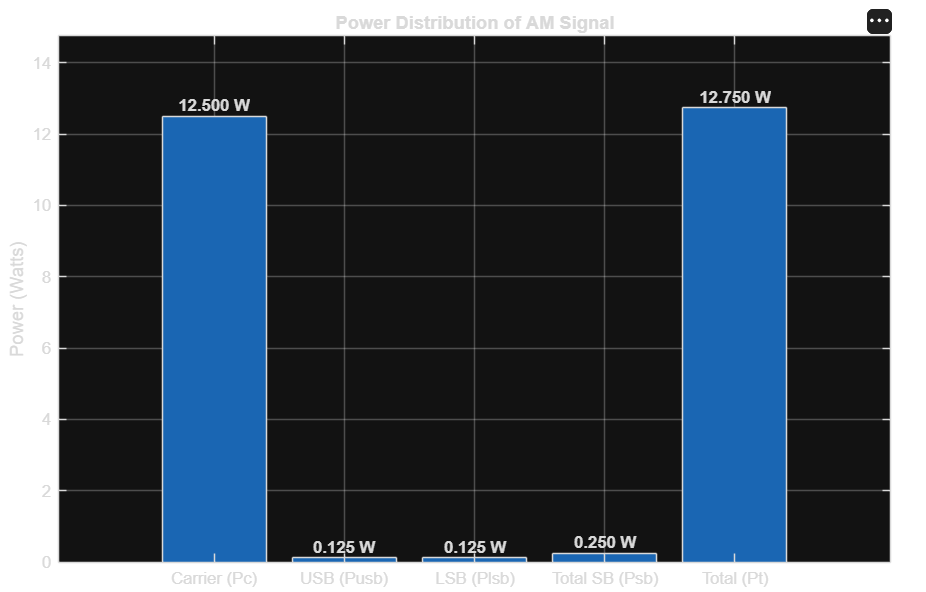 Power Distribution of AM Signal
14
12
10
8
6
4
2
0
Power (Watts)
12.500 W
0.125 W
0.125 W
0.250 W
12.750 W
Carrier (Pc)
USB (Pusb)
LSB (Plsb)
Total SB (Psb)
Total (Pt)